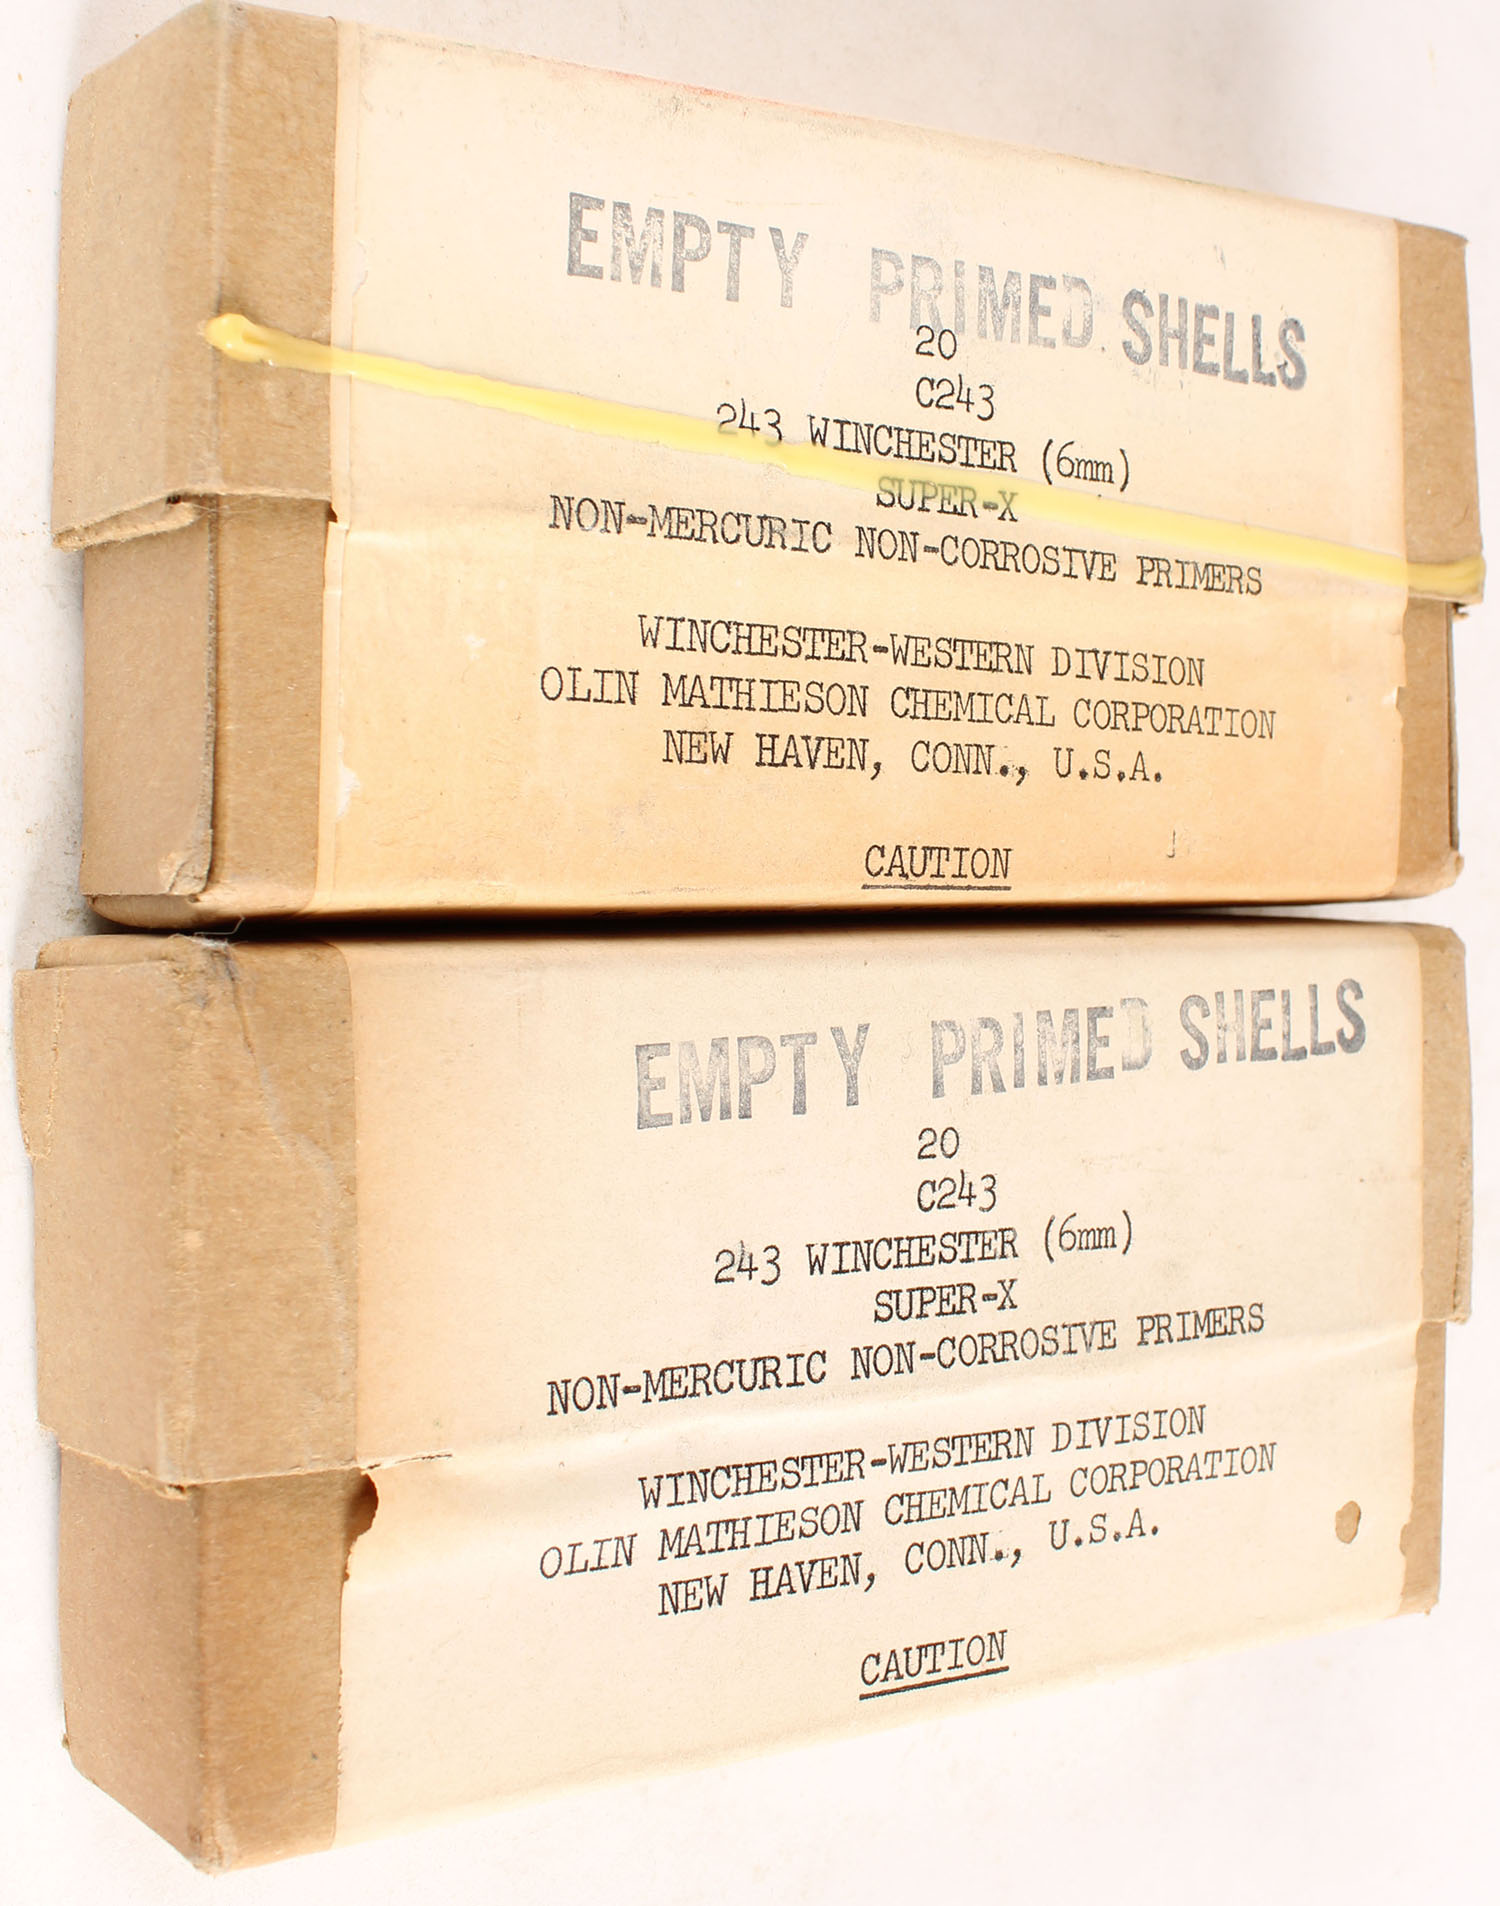 EMPTY PRIMED SHELLS
20
C243
243 WINCHESTER (6mm)
SUPER-X
NON-MERCURIC NON-CORROSIVE PRIMERS
WINCHESTER-WESTERN DIVISION
OLIN MATHIESON CHEMICAL CORPORATION
NEW HAVEN, CONN., U.S.A.
CAUTION
EMPTY PRIMED SHELLS
20
C243
243 WINCHESTER (6mm)
SUPER-X
NON-MERCURIC NON-CORROSIVE PRIMERS
WINCHESTER-WESTERN DIVISION
OLIN MATHIESON CHEMICAL CORPORATION
NEW HAVEN, CONN., U.S.A.
CAUTION